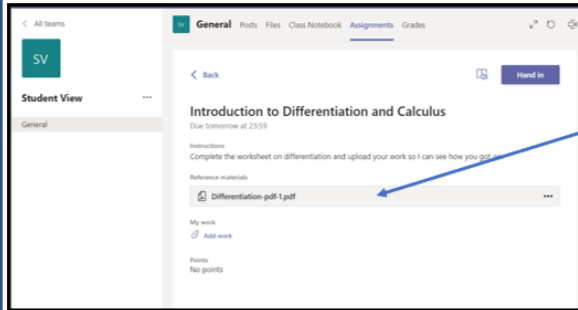 All teams
SV
Student View
General
SV General Posts Files Class Notebook Assignments Grades
Back
Hand in
Introduction to Differentiation and Calculus
Due tomorrow at 23:59
Instructions
Complete the worksheet on differentiation and upload your work so I can see how you got on
Reference materials
Differentiation-pdf-1.pdf
My work
Add work
Points
No points